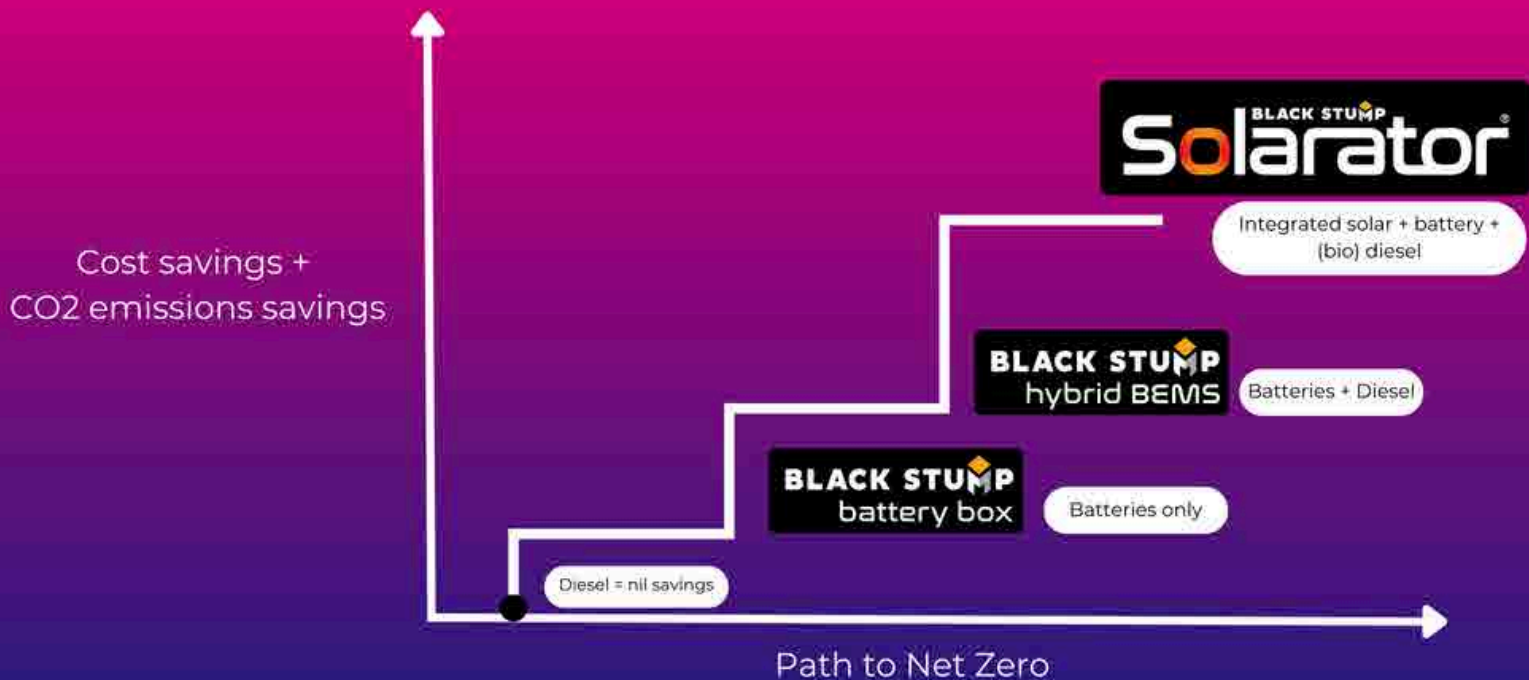 BLACK STUMP
Solarator®
Integrated solar + battery +
(bio) diesel
Cost savings +
CO2 emissions savings
BLACK STUMP
hybrid BEMS
Batteries + Diesel
BLACK STUMP
battery box
Batteries only
Diesel = nil savings
Path to Net Zero